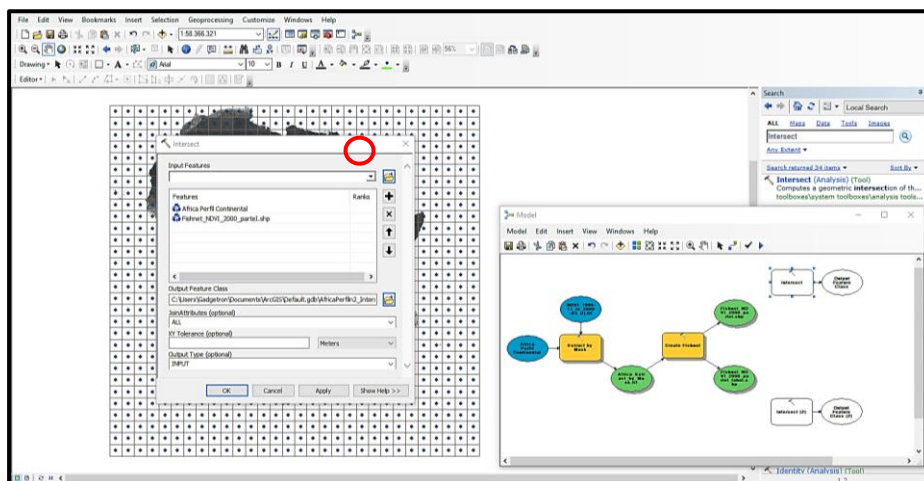 File Edit View Bookmarks Insert Selection Geoprocessing Customize Windows Help
1:58.366.321
56%
Drawing Arial 10 B I U A
Editor
Search
Local Search
ALL Maps Data Tools Images
Intersect
Any Extent
Search returned 24 items Sort By
Intersect (Analysis) (Tool)
Computes a geometric intersection of th...
toolboxes\system toolboxes\analysis tools...
Intersect
Input Features
Features Ranks
Africa Perfil Continental
Fishnet_NDVI_2000_parteI.shp
Output Feature Class
C:\Users\Gadgetron\Documents\ArcGIS\Default.gdb\AfricaPerfiln2_Inters
JoinAttributes (optional)
ALL
XY Tolerance (optional)
Meters
Output Type (optional)
INPUT
OK Cancel Apply Show Help >>
Model
Model Edit Insert View Windows Help
Intersect
Output Feature Class
Africa Perfil Continental
Extract by Mask
Create Fishnet
Intersect (2)
Output Feature Class (2)
Identity (Analysis) (Tool)